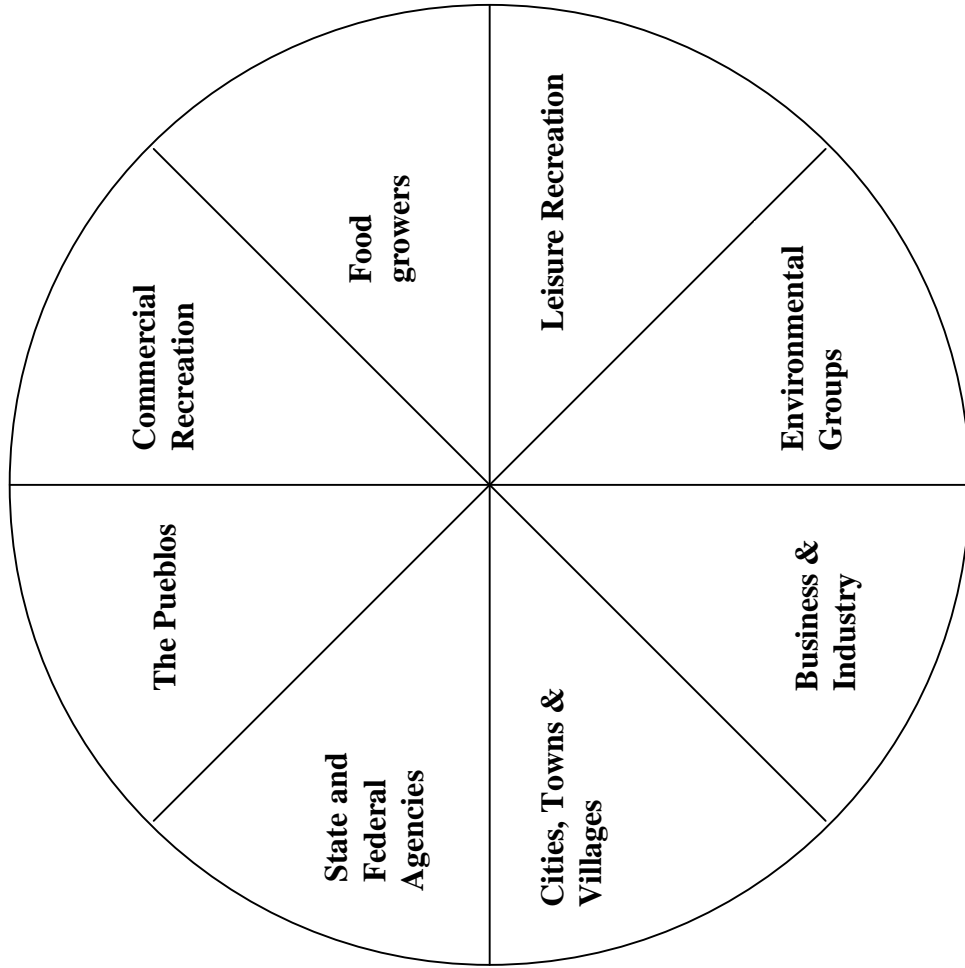 The Pueblos
Commercial
Recreation
State and
Federal
Agencies
Food
growers
Cities, Towns &
Villages
Leisure Recreation
Business &
Industry
Environmental
Groups